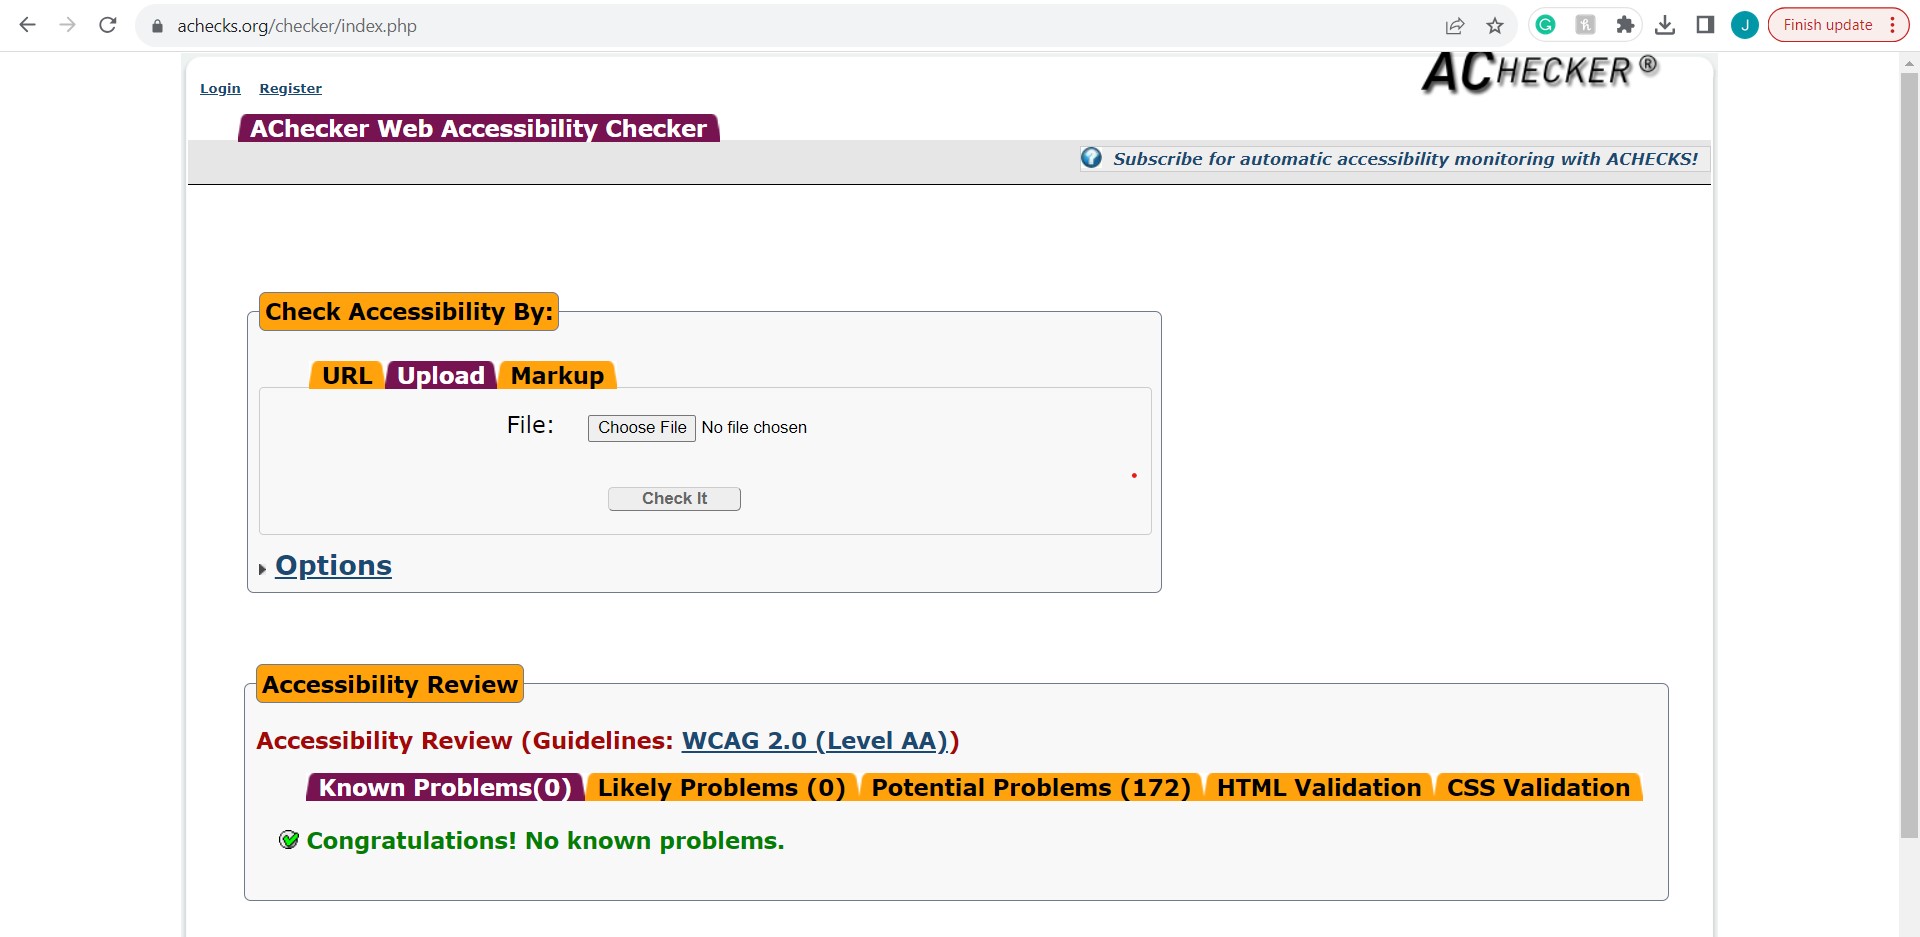 achecks.org/checker/index.php
J
Finish update
ACHECKER®
Login Register
AChecker Web Accessibility Checker
Subscribe for automatic accessibility monitoring with ACHECKS!
Check Accessibility By:
URL Upload Markup
File: Choose File No file chosen
Check It
Options
Accessibility Review
Accessibility Review (Guidelines: WCAG 2.0 (Level AA))
Known Problems(0) Likely Problems (0) Potential Problems (172) HTML Validation CSS Validation
Congratulations! No known problems.